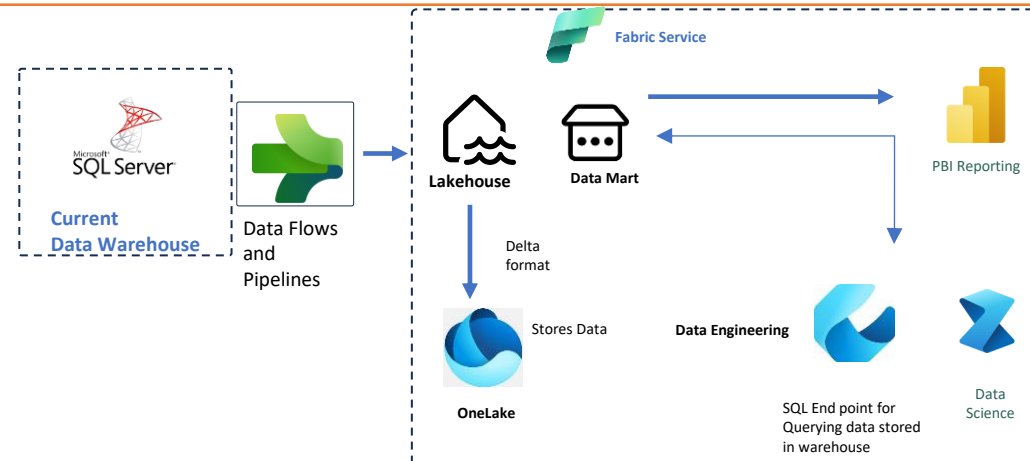 Fabric Service
Microsoft®
SQL Server®
Current
Data Warehouse
Data Flows
and
Pipelines
Lakehouse
Data Mart
PBI Reporting
Delta
format
Stores Data
OneLake
Data Engineering
SQL End point for
Querying data stored
in warehouse
Data
Science